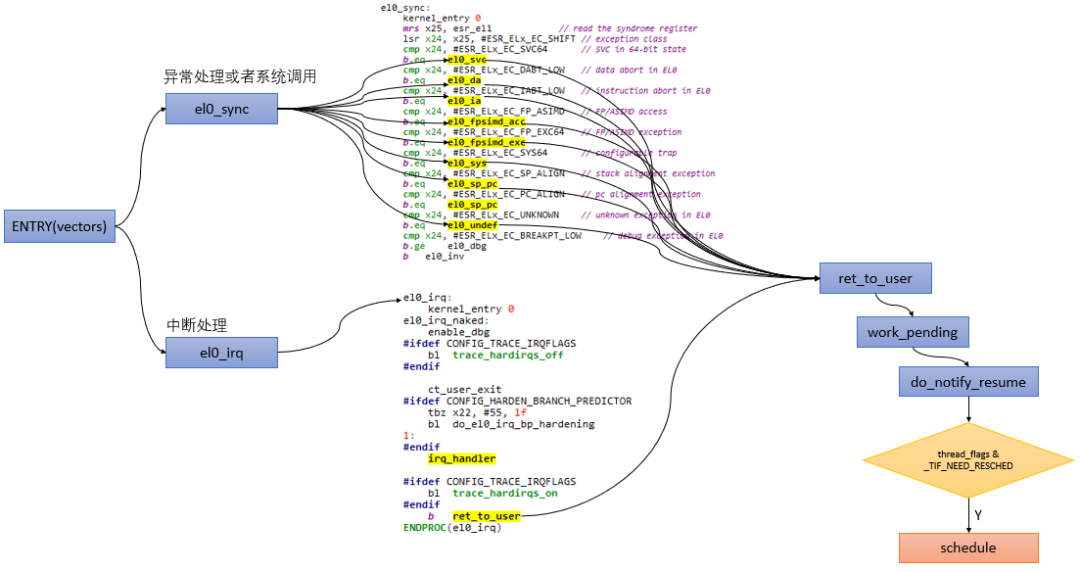 ENTRY(vectors)
异常处理或者系统调用
el0_sync
中断处理
el0_irq
el0_sync:
kernel_entry 0
mrs x25, esr_el1 // read the syndrome register
lsr x24, x25, #ESR_ELx_EC_SHIFT // exception class
cmp x24, #ESR_ELx_EC_SVC64 // SVC in 64-bit state
b.eq el0_svc
cmp x24, #ESR_ELx_EC_DABT_LOW // data abort in EL0
b.eq el0_da
cmp x24, #ESR_ELx_EC_IABT_LOW // instruction abort in EL0
b.eq el0_ia
cmp x24, #ESR_ELx_EC_FP_ASIMD // FP/ASIMD access
b.eq el0_fpsimd_acc
cmp x24, #ESR_ELx_EC_FP_EXC64 // FP/ASIMD exception
b.eq el0_fpsimd_exc
cmp x24, #ESR_ELx_EC_SYS64 // configurable trap
b.eq el0_sys
cmp x24, #ESR_ELx_EC_SP_ALIGN // stack alignment exception
b.eq el0_sp_pc
cmp x24, #ESR_ELx_EC_PC_ALIGN // pc alignment exception
b.eq el0_sp_pc
cmp x24, #ESR_ELx_EC_UNKNOWN // unknown exception in EL0
b.eq el0_undef
cmp x24, #ESR_ELx_EC_BREAKPT_LOW // debug exception in EL0
b.ge el0_dbg
b el0_inv
el0_irq:
kernel_entry 0
el0_irq_naked:
enable_dbg
#ifdef CONFIG_TRACE_IRQFLAGS
bl trace_hardirqs_off
#endif
ct_user_exit
#ifdef CONFIG_HARDEN_BRANCH_PREDICTOR
tbz x22, #55, 1f
bl do_el0_irq_bp_hardening
1:
#endif
irq_handler
#ifdef CONFIG_TRACE_IRQFLAGS
bl trace_hardirqs_on
#endif
b ret_to_user
ENDPROC(el0_irq)
ret_to_user
work_pending
do_notify_resume
thread_flags &
_TIF_NEED_RESCHED
Y
schedule